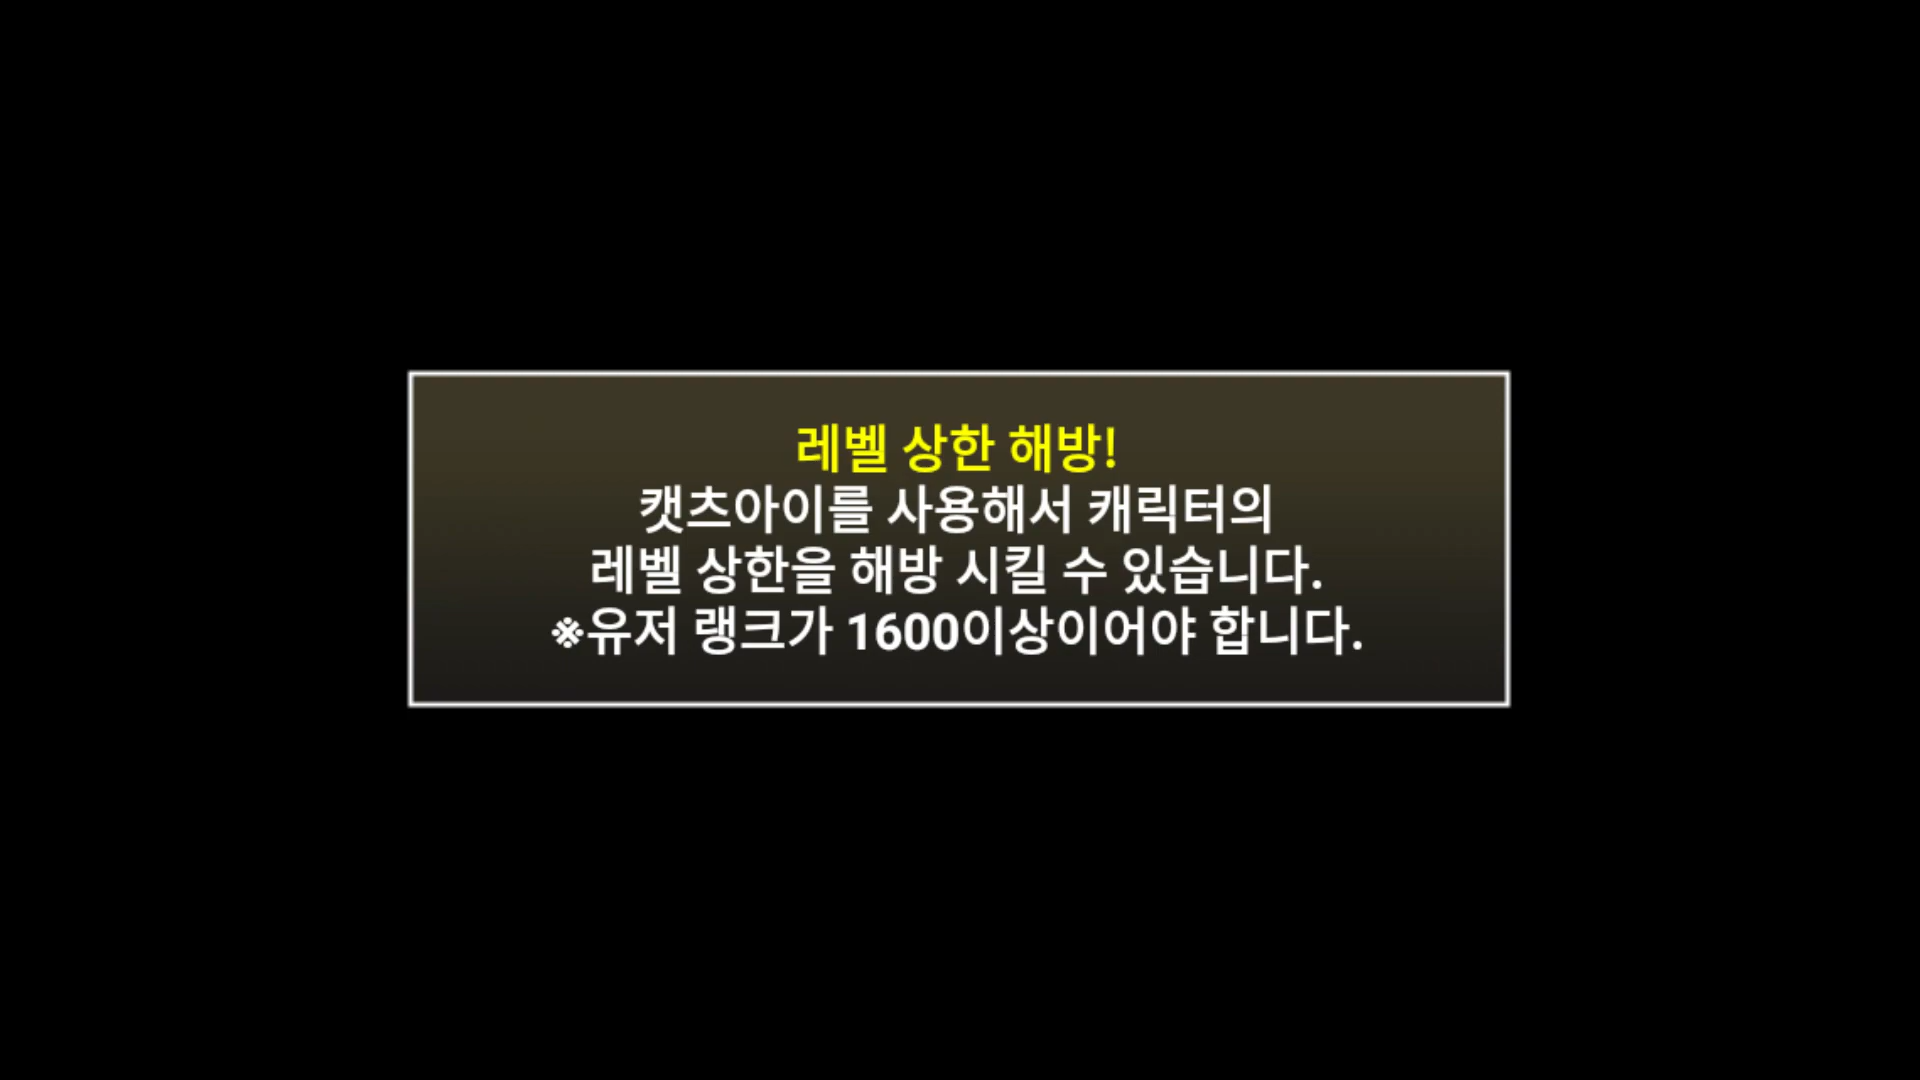 레벨 상한 해방!
캣츠아이를 사용해서 캐릭터의
레벨 상한을 해방 시킬 수 있습니다.
※유저 랭크가 1600이상이어야 합니다.